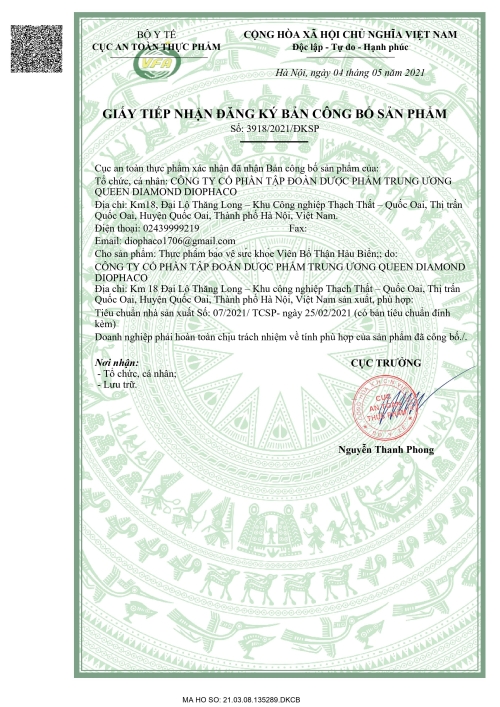 BỘ Y TẾ
CỤC AN TOÀN THỰC PHẨM
VFA
CỘNG HÒA XÃ HỘI CHỦ NGHĨA VIỆT NAM
Độc lập - Tự do - Hạnh phúc
Hà Nội, ngày 04 tháng 05 năm 2021
GIẤY TIẾP NHẬN ĐĂNG KÝ BẢN CÔNG BỐ SẢN PHẨM
Số: 3918/2021/ĐKSP
Cục an toàn thực phẩm xác nhận đã nhận Bản công bố sản phẩm của:
Tổ chức, cá nhân: CÔNG TY CỔ PHẦN TẬP ĐOÀN DƯỢC PHẨM TRUNG ƯƠNG
QUEEN DIAMOND DIOPHACO
Địa chỉ: Km18, Đại Lộ Thăng Long – Khu Công nghiệp Thạch Thất – Quốc Oai, Thị trấn
Quốc Oai, Huyện Quốc Oai, Thành phố Hà Nội, Việt Nam.
Điện thoại: 02439999219 Fax:
Email: diophaco1706@gmail.com
Cho sản phẩm: Thực phẩm bảo vệ sức khỏe Viên Bổ Thận Hàu Biển;; do:
CÔNG TY CỔ PHẦN TẬP ĐOÀN DƯỢC PHẨM TRUNG ƯƠNG QUEEN DIAMOND
DIOPHACO
Địa chỉ: Km 18 Đại Lộ Thăng Long – Khu công nghiệp Thạch Thất – Quốc Oai, Thị trấn
Quốc Oai, Huyện Quốc Oai, Thành phố Hà Nội, Việt Nam sản xuất, phù hợp:
Tiêu chuẩn nhà sản xuất Số: 07/2021/ TCSP- ngày 25/02/2021 (có bản tiêu chuẩn đính
kèm)
Doanh nghiệp phải hoàn toàn chịu trách nhiệm về tính phù hợp của sản phẩm đã công bố./.
Nơi nhận:
- Tổ chức, cá nhân;
- Lưu trữ.
CỤC TRƯỞNG
CỤC
AN TOÀN
THỰC PHẨM
Nguyễn Thanh Phong
MA HO SO: 21.03.08.135289.DKCB